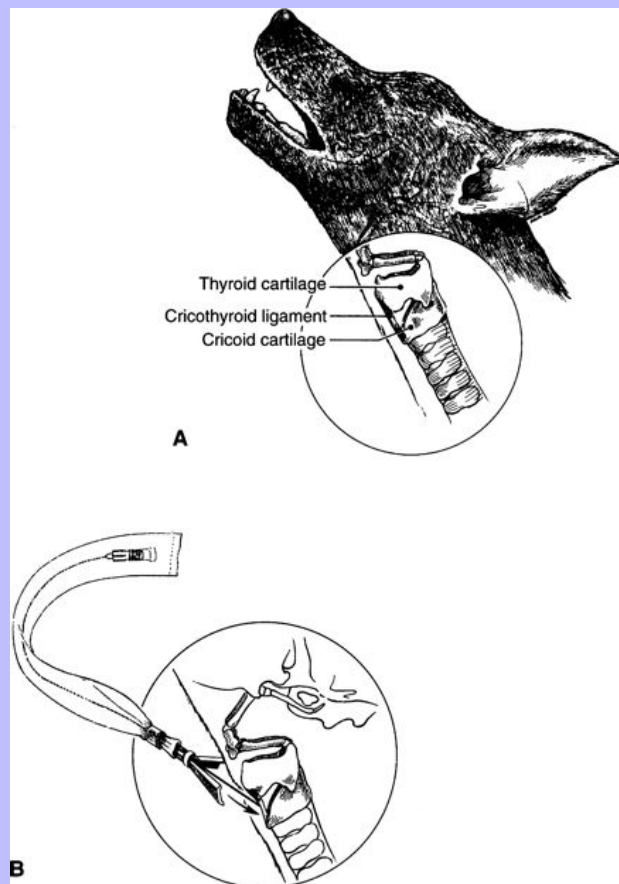 Thyroid cartilage
Cricothyroid ligament
Cricoid cartilage
A
B